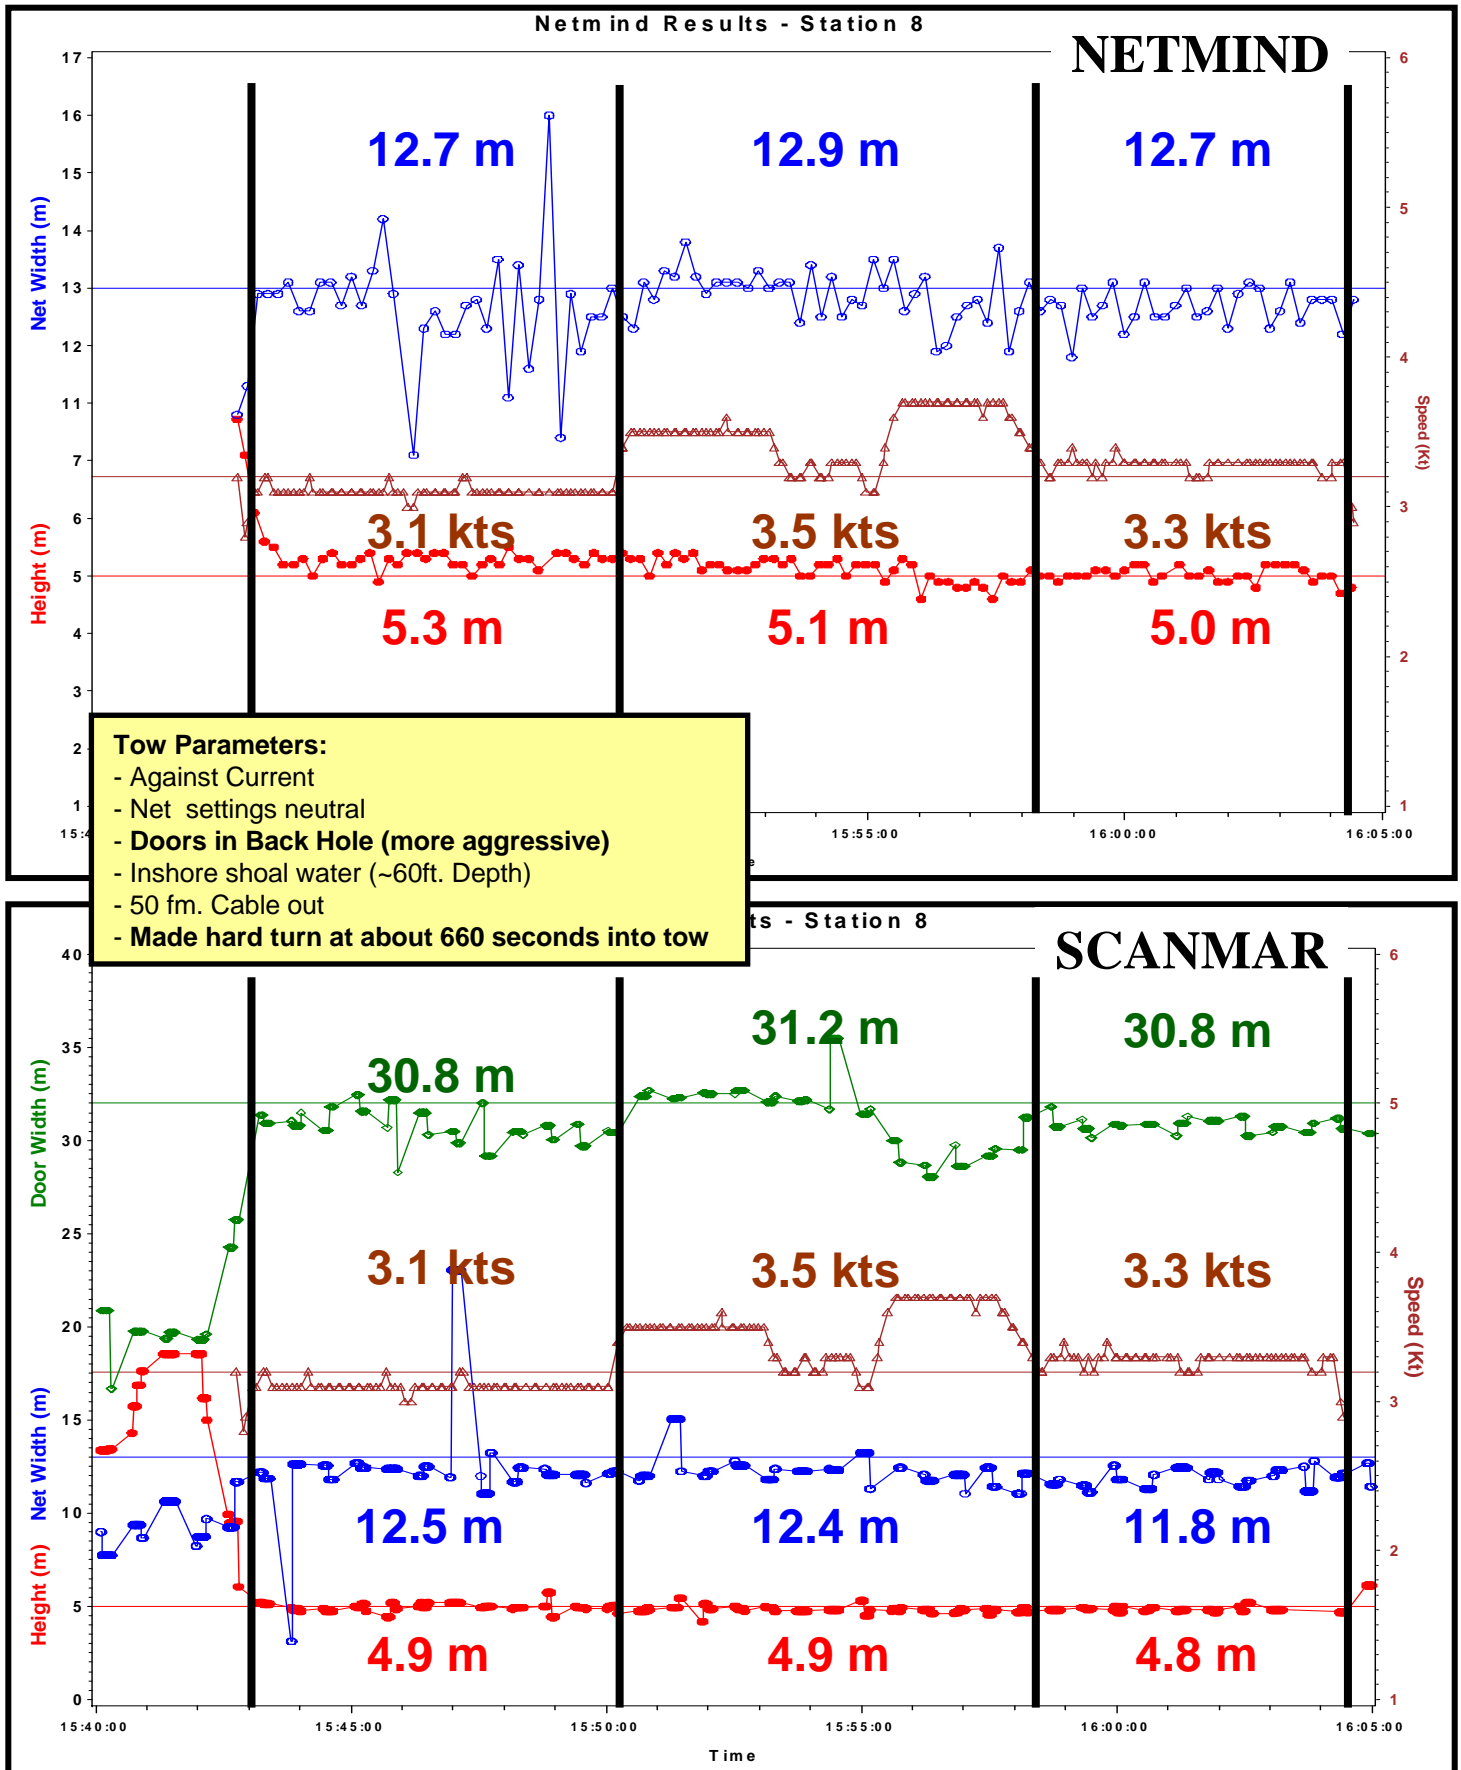 Netmind Results - Station 8
NETMIND
17
16
15
14
13
12
11
7
6
5
4
3
2
1
Net Width (m)
Height (m)
6
5
4
3
2
1
Speed (Kt)
12.7 m
12.9 m
12.7 m
3.1 kts
3.5 kts
3.3 kts
5.3 m
5.1 m
5.0 m
15:55:00
16:00:00
16:05:00
Tow Parameters:
- Against Current
- Net settings neutral
- Doors in Back Hole (more aggressive)
- Inshore shoal water (~60ft. Depth)
- 50 fm. Cable out
- Made hard turn at about 660 seconds into tow
ts - Station 8
SCANMAR
40
35
30
25
20
15
10
5
0
Door Width (m)
Net Width (m)
Height (m)
6
5
4
3
2
1
Speed (Kt)
30.8 m
31.2 m
30.8 m
3.1 kts
3.5 kts
3.3 kts
12.5 m
12.4 m
11.8 m
4.9 m
4.9 m
4.8 m
15:40:00
15:45:00
15:50:00
15:55:00
16:00:00
16:05:00
Time